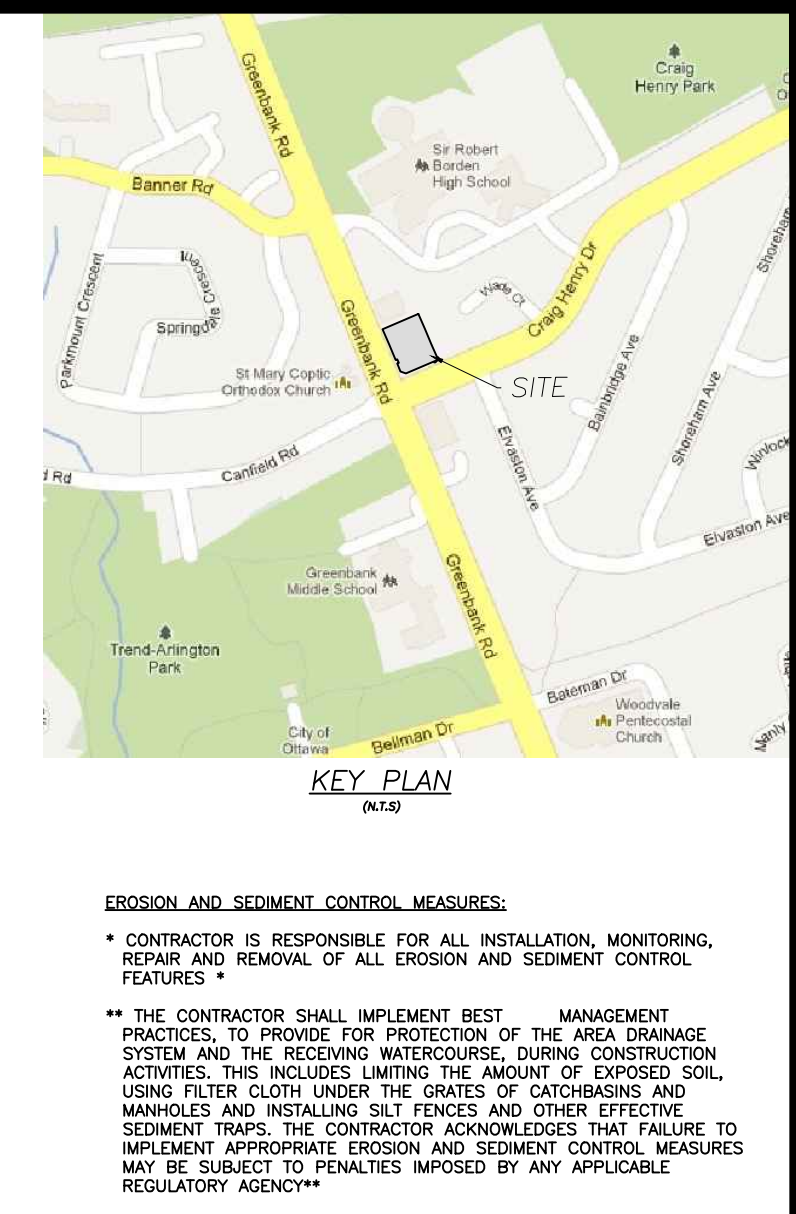 Craig
Henry Park
Greenbank Rd
Sir Robert
Borden
High School
Banner Rd
Shoreham
Parkmount Crescent
Springdale Crescent
Wade Ct
Craig Henry Dr
Greenbank Rd
St Mary Coptic
Orthodox Church
SITE
Bainbridge Ave
Shoreham Ave
Canfield Rd
d Rd
Elvaston Ave
Winlock
Elvaston Ave
Greenbank
Middle School
Greenbank Rd
Trend-Arlington
Park
Bateman Dr
Woodvale
Pentecostal
Church
City of
Ottawa
Bellman Dr
Manly
KEY PLAN
(N.T.S)
EROSION AND SEDIMENT CONTROL MEASURES:
* CONTRACTOR IS RESPONSIBLE FOR ALL INSTALLATION, MONITORING,
REPAIR AND REMOVAL OF ALL EROSION AND SEDIMENT CONTROL
FEATURES *
** THE CONTRACTOR SHALL IMPLEMENT BEST MANAGEMENT
PRACTICES, TO PROVIDE FOR PROTECTION OF THE AREA DRAINAGE
SYSTEM AND THE RECEIVING WATERCOURSE, DURING CONSTRUCTION
ACTIVITIES. THIS INCLUDES LIMITING THE AMOUNT OF EXPOSED SOIL,
USING FILTER CLOTH UNDER THE GRATES OF CATCHBASINS AND
MANHOLES AND INSTALLING SILT FENCES AND OTHER EFFECTIVE
SEDIMENT TRAPS. THE CONTRACTOR ACKNOWLEDGES THAT FAILURE TO
IMPLEMENT APPROPRIATE EROSION AND SEDIMENT CONTROL MEASURES
MAY BE SUBJECT TO PENALTIES IMPOSED BY ANY APPLICABLE
REGULATORY AGENCY**